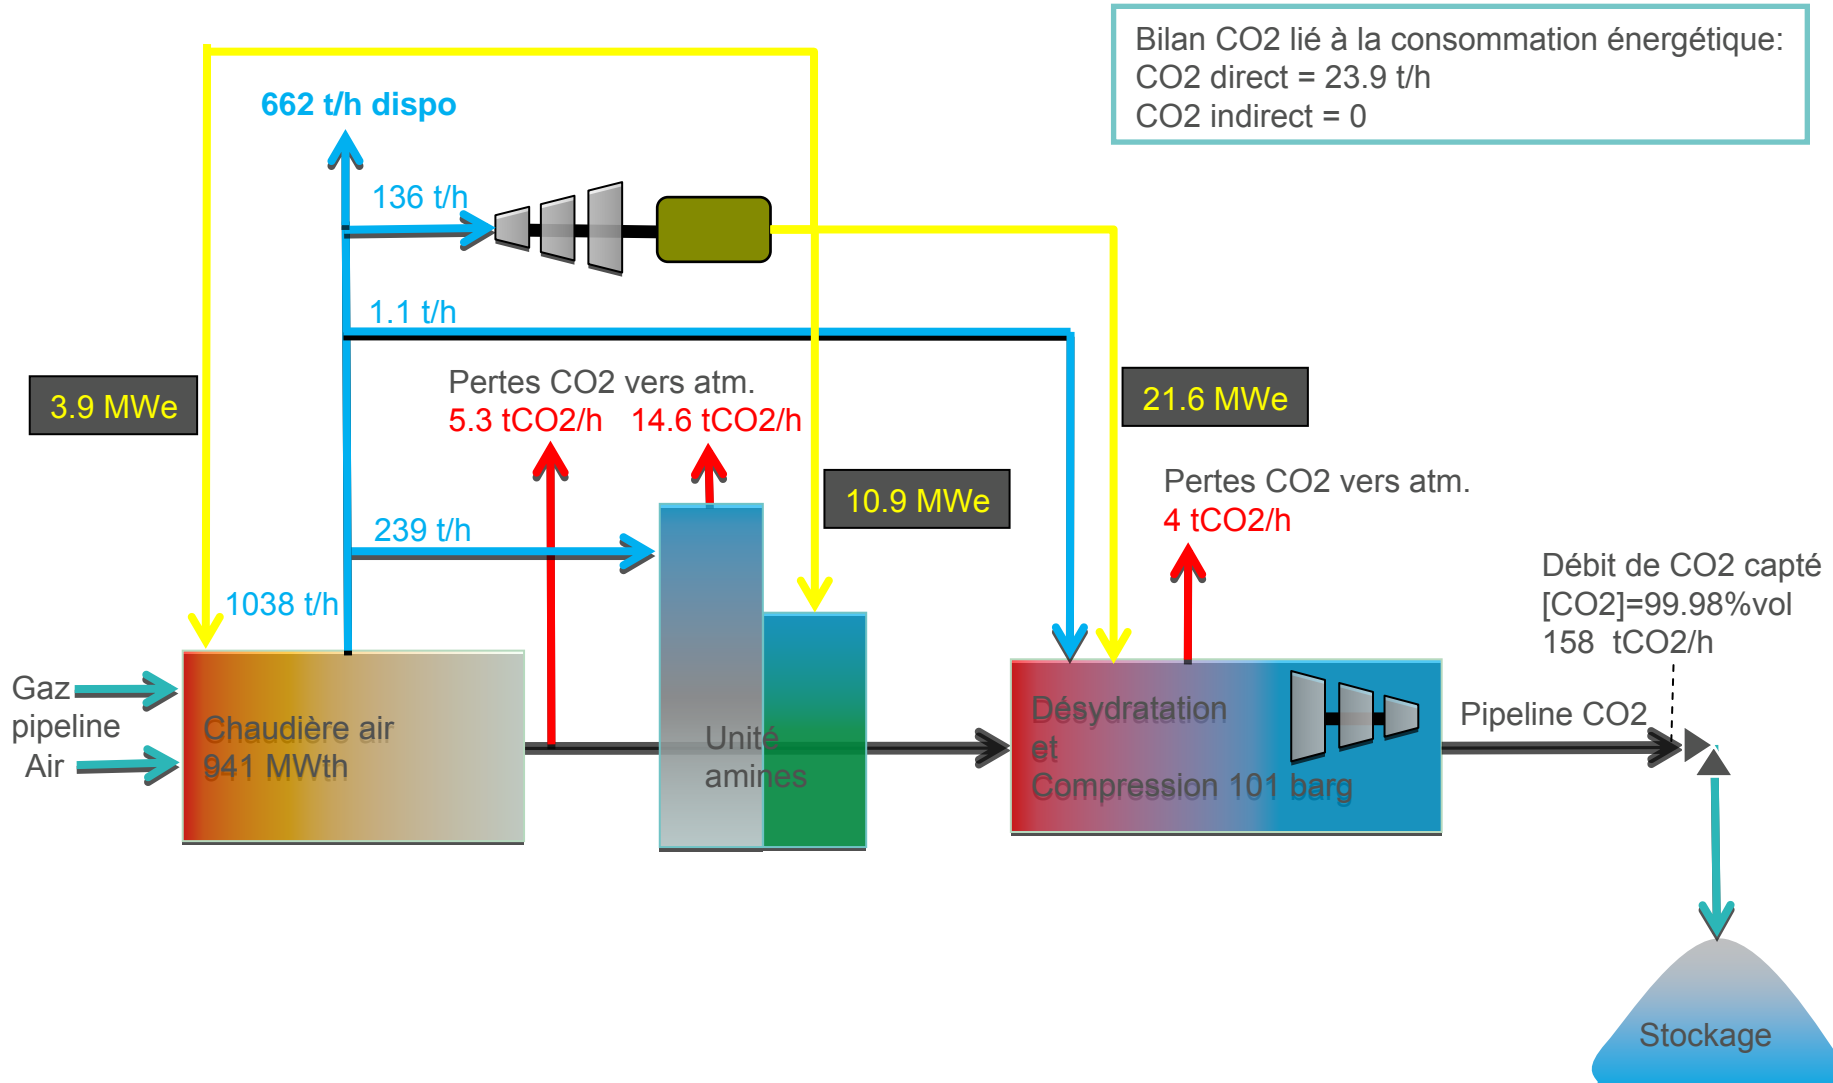 Bilan CO2 lié à la consommation énergétique:
CO2 direct = 23.9 t/h
CO2 indirect = 0
662 t/h dispo
136 t/h
1.1 t/h
3.9 MWe
Pertes CO2 vers atm.
5.3 tCO2/h 14.6 tCO2/h
21.6 MWe
10.9 MWe
Pertes CO2 vers atm.
4 tCO2/h
239 t/h
1038 t/h
Débit de CO2 capté
[CO2]=99.98%vol
158 tCO2/h
Gaz
pipeline
Air
Chaudière air
941 MWth
Unité
amines
Désydratation
et
Compression 101 barg
Pipeline CO2
Stockage